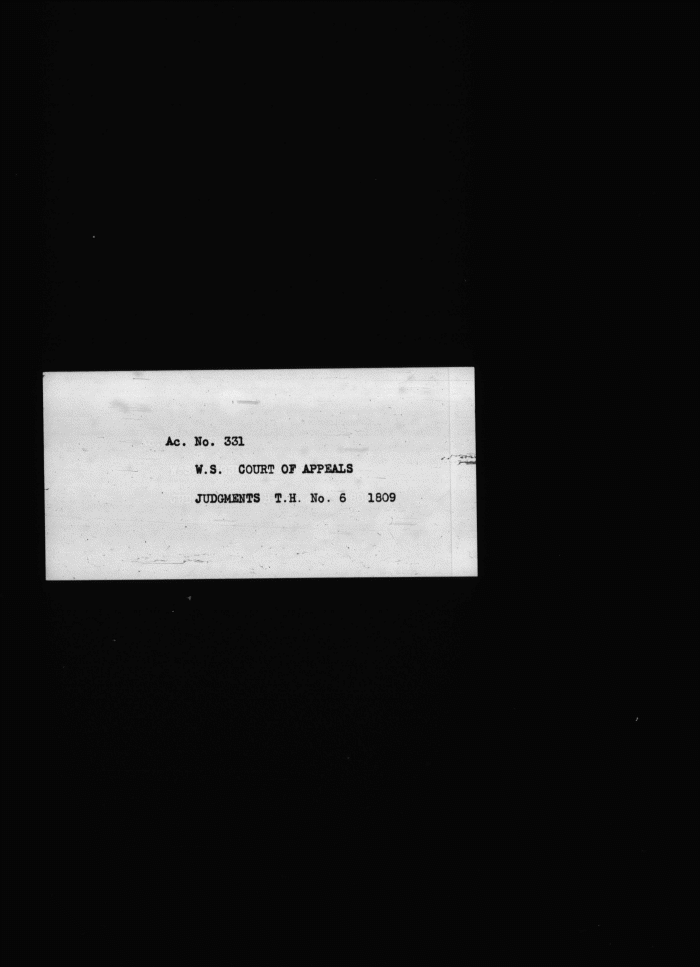 Ac. No. 331
W.S. COURT OF APPEALS
JUDGMENTS T.H. No. 6 1809